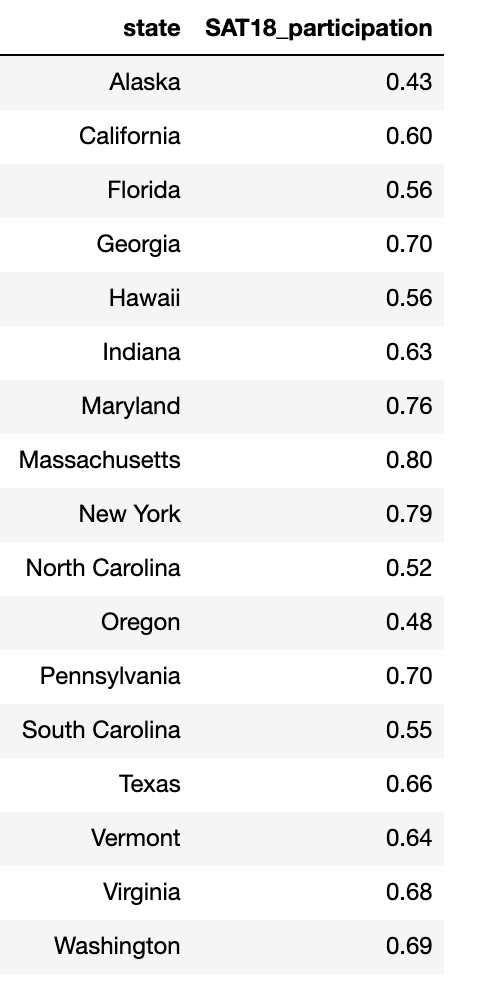 state SAT18_participation
Alaska 0.43
California 0.60
Florida 0.56
Georgia 0.70
Hawaii 0.56
Indiana 0.63
Maryland 0.76
Massachusetts 0.80
New York 0.79
North Carolina 0.52
Oregon 0.48
Pennsylvania 0.70
South Carolina 0.55
Texas 0.66
Vermont 0.64
Virginia 0.68
Washington 0.69